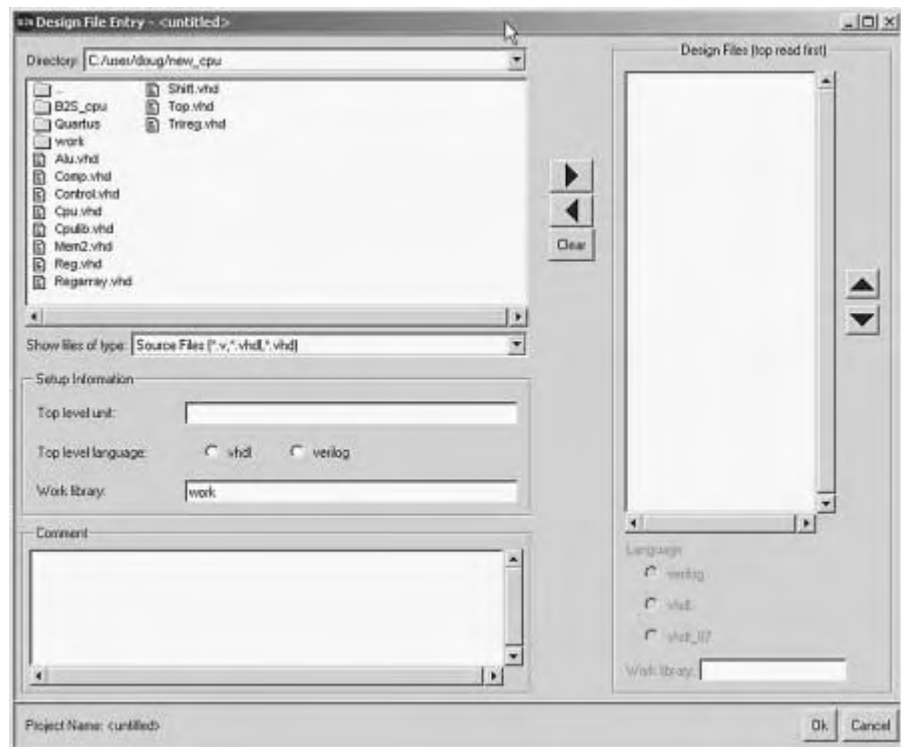 Design File Entry - <untitled>
Directory: C:/user/doug/new_cpu
..
B2S_cpu
Quartus
work
Alu.vhd
Comp.vhd
Control.vhd
Cpu.vhd
Cpulib.vhd
Mem2.vhd
Reg.vhd
Regarray.vhd
Shift.vhd
Top.vhd
Trireg.vhd
Show files of type: Source Files (*.v,*.vhdl,*.vhd)
Setup Information
Top level unit:
Top level language: vhdl verilog
Work library: work
Comment
Clear
Design Files (top read first)
Language
verilog
vhdl
vhdl_87
Work library:
Project Name: <untitled>
Ok Cancel